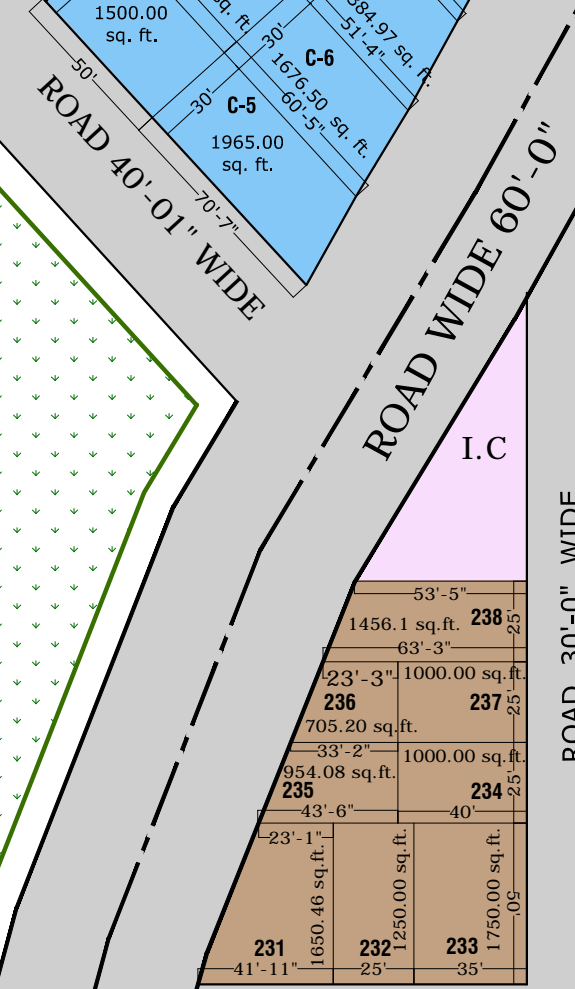 1500.00
sq. ft.
sq. ft.
384.97 sq. ft.
51'-4"
30'
C-6
1676.50 sq. ft.
60'-5"
50'
30'
C-5
1965.00
sq. ft.
70'-7"
ROAD 40'-01" WIDE
ROAD WIDE 60'-0"
I.C
ROAD 30'-0" WIDE
53'-5"
238
1456.1 sq.ft.
25'
63'-3"
23'-3"
1000.00 sq.ft.
236
237
25'
705.20 sq.ft.
33'-2"
1000.00 sq.ft.
954.08 sq.ft.
235
234
25'
43'-6"
40'
23'-1"
1650.46 sq.ft.
1250.00 sq.ft.
1750.00 sq.ft.
50'
231
232
233
41'-11"
25'
35'